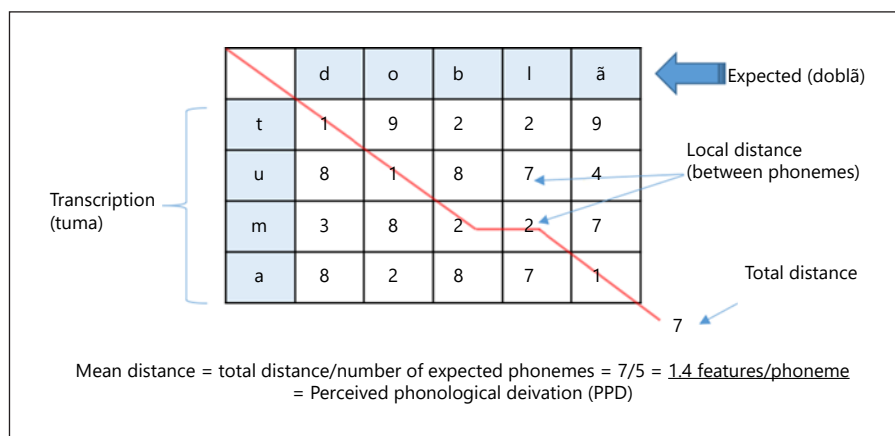 d o b l ã
Expected (doblã)
t 1 9 2 2 9
u 8 1 8 7 4
m 3 8 2 2 7
a 8 2 8 7 1
Transcription
(tuma)
Local distance
(between phonemes)
Total distance
7
Mean distance = total distance/number of expected phonemes = 7/5 = 1.4 features/phoneme
= Perceived phonological deivation (PPD)